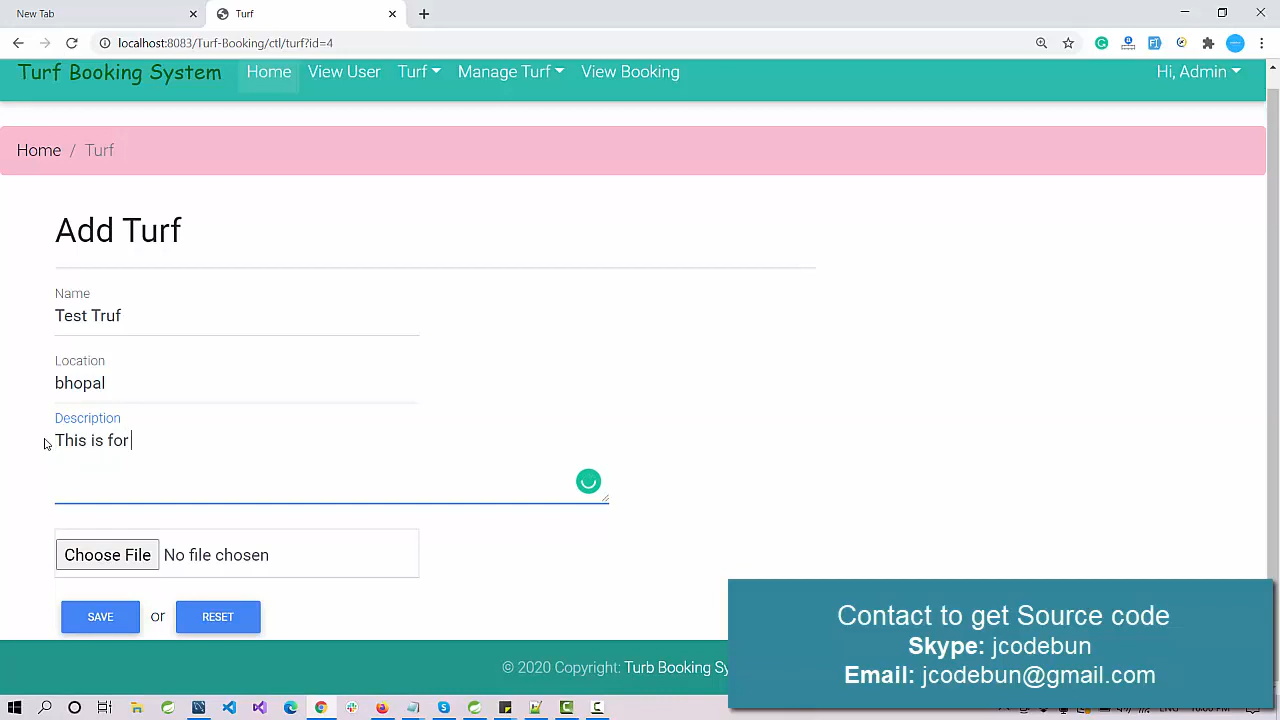 New Tab
Turf
localhost:8083/Turf-Booking/ctl/turf?id=4
Turf Booking System Home View User Turf Manage Turf View Booking Hi, Admin
Home / Turf
Add Turf
Name
Test Truf
Location
bhopal
Description
This is for
Choose File No file chosen
SAVE or RESET
Contact to get Source code
Skype: jcodebun
Email: jcodebun@gmail.com
© 2020 Copyright: Turb Booking Sy